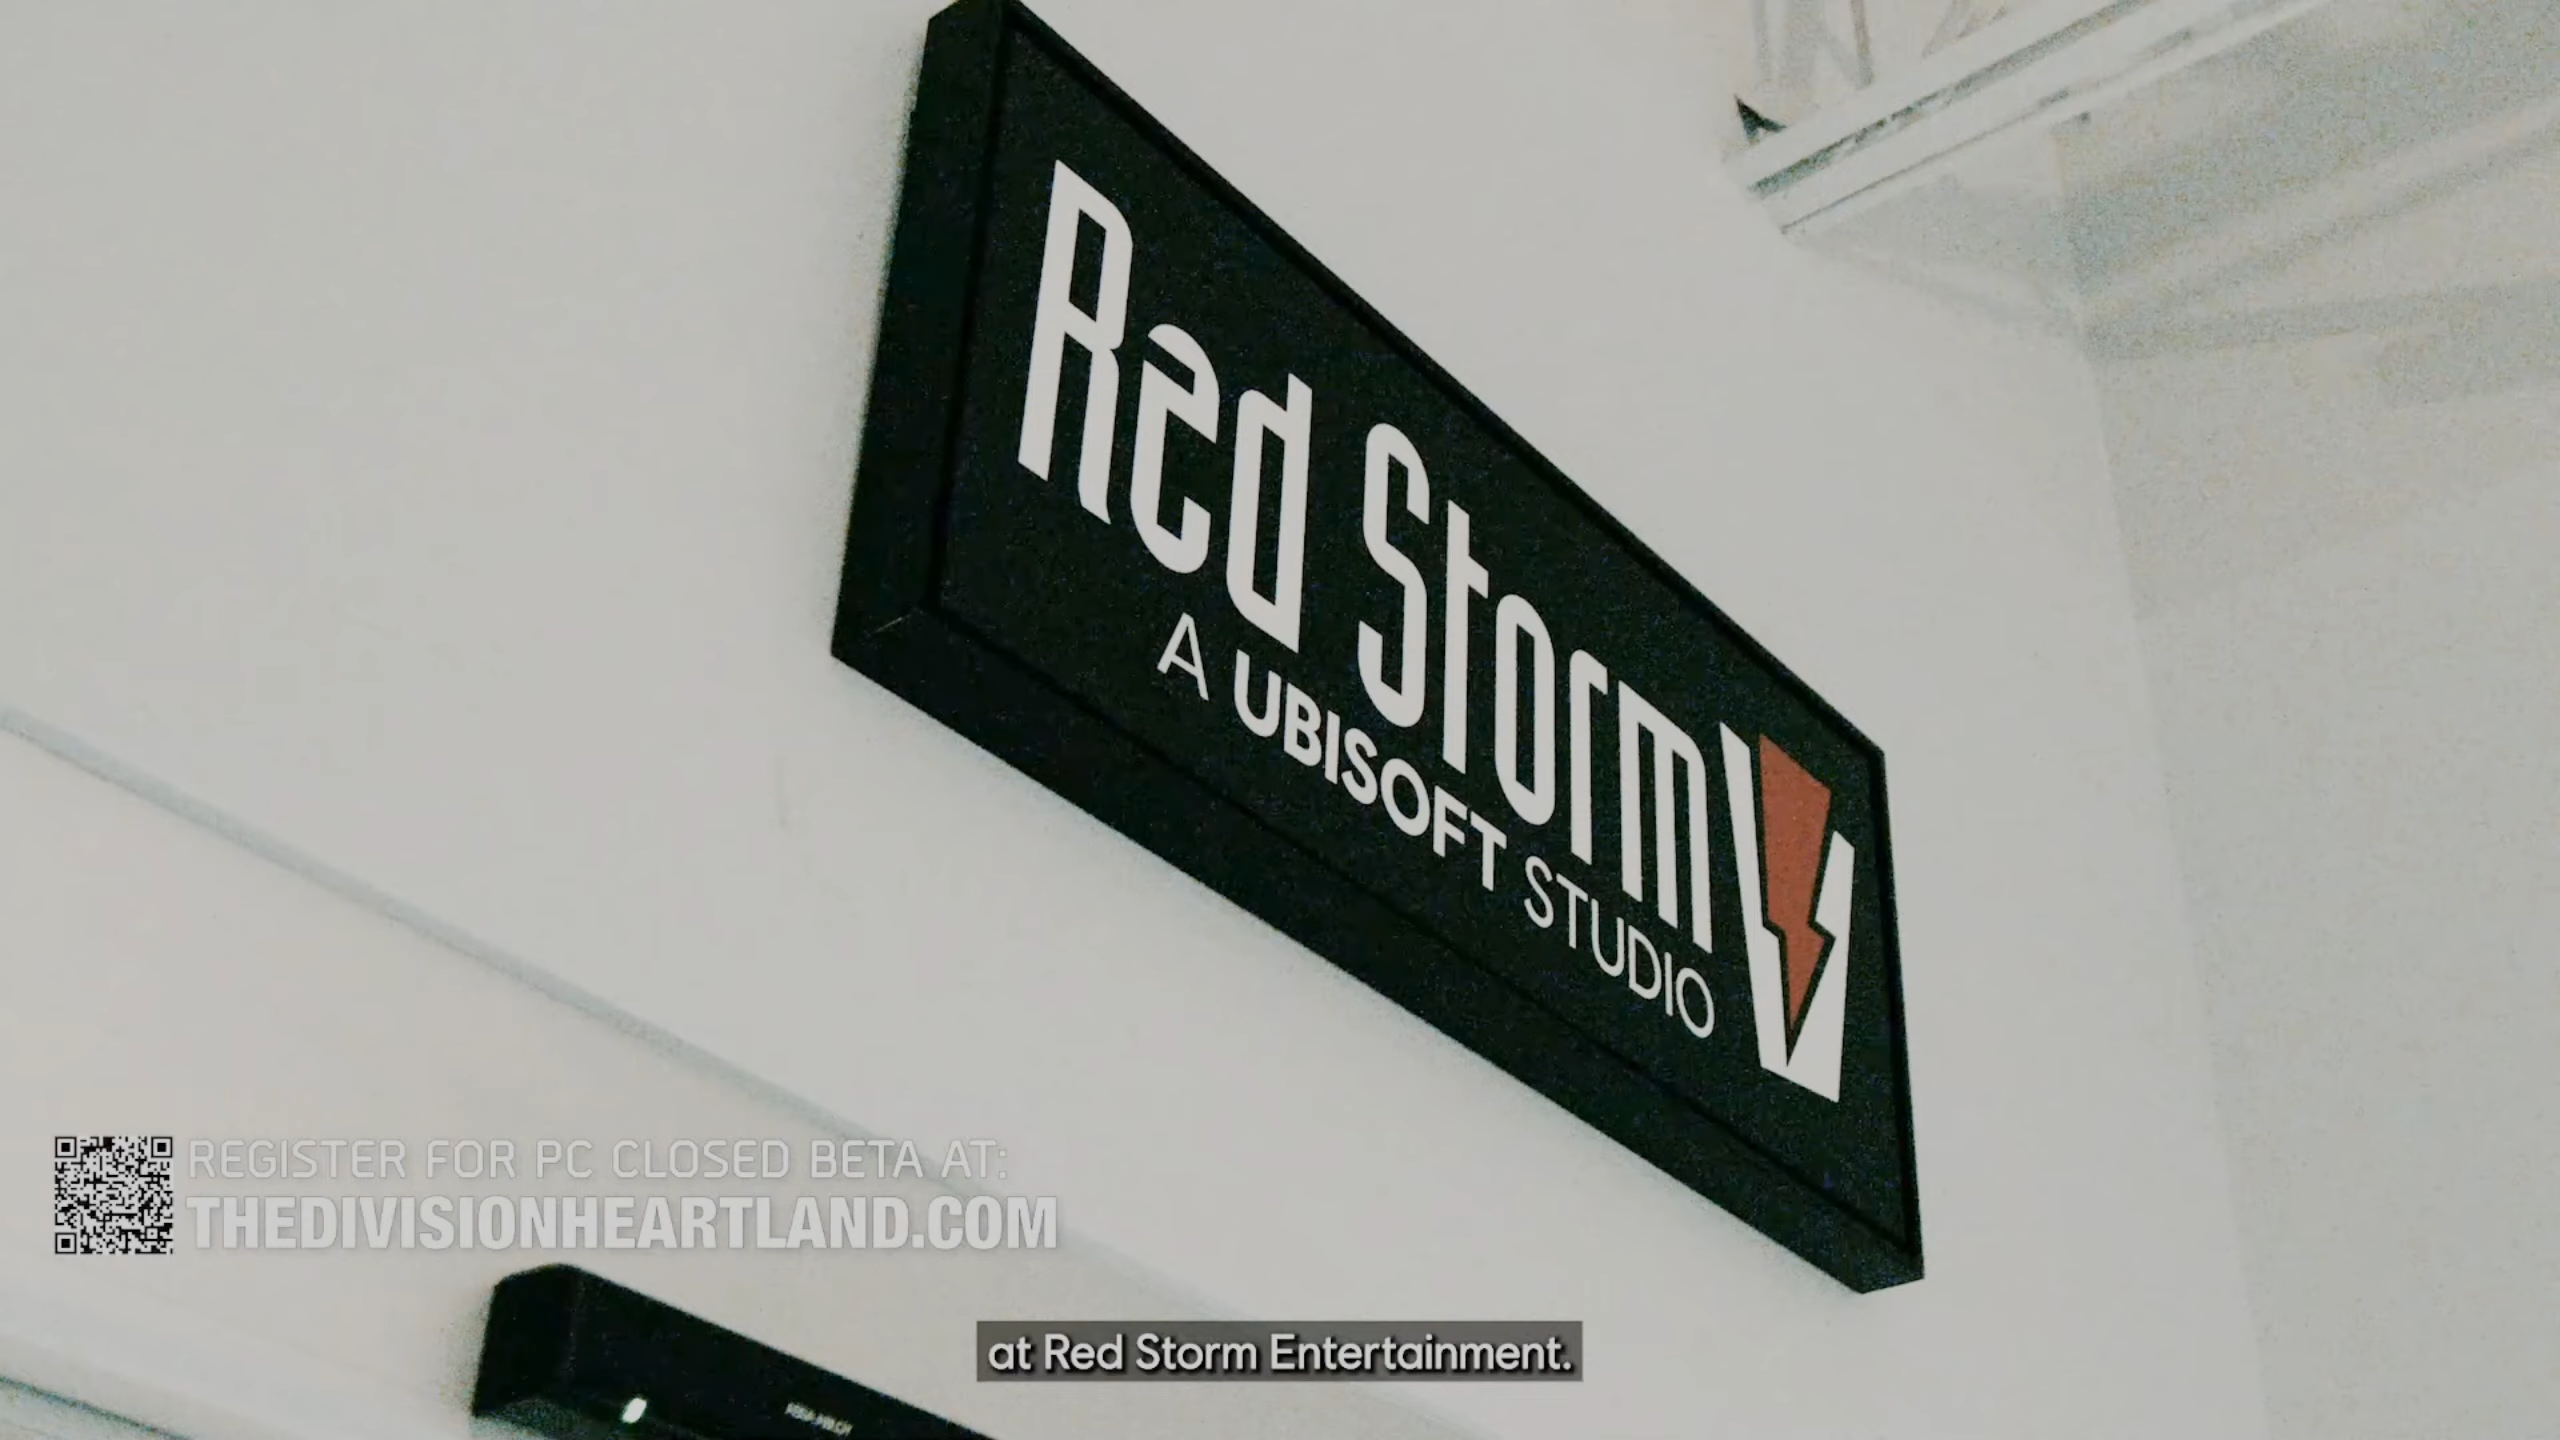 Red Storm
A UBISOFT STUDIO
REGISTER FOR PC CLOSED BETA AT:
THEDIVISIONHEARTLAND.COM
at Red Storm Entertainment.